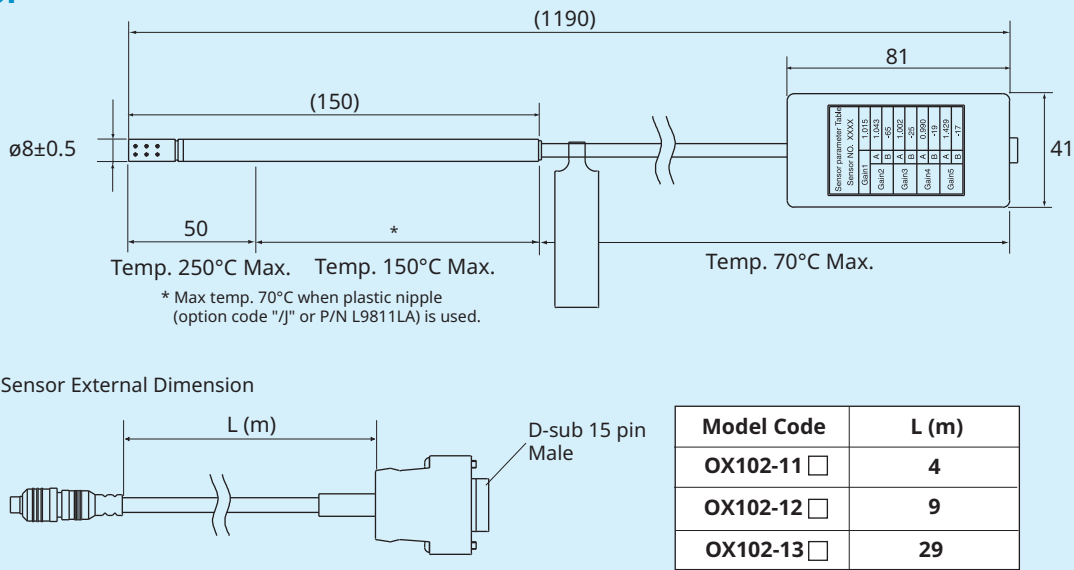 (1190)
81
(150)
ø8±0.5
41
Sensor parameter Table
Sensor NO. XXXX
Gain1 1,015
Gain2 A 1,043
B -65
Gain3 A 1,002
B -25
Gain4 A 0,990
B -19
Gain5 A 1,429
B -17
50
*
Temp. 250°C Max.
Temp. 150°C Max.
Temp. 70°C Max.
* Max temp. 70°C when plastic nipple
(option code "/J" or P/N L9811LA) is used.
Sensor External Dimension
L (m)
D-sub 15 pin
Male
Model Code L (m)
OX102-11 □ 4
OX102-12 □ 9
OX102-13 □ 29